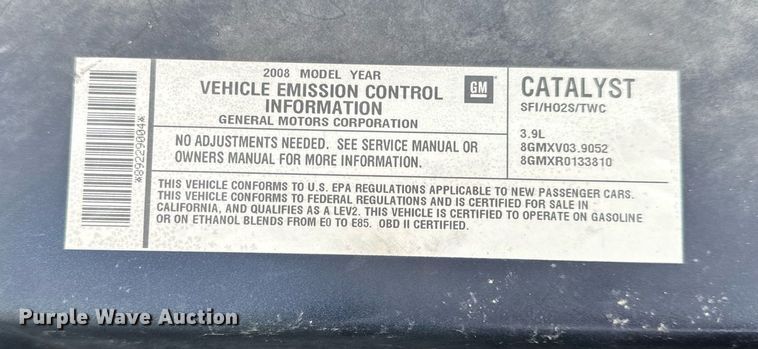 *89229004*
2008 MODEL YEAR
VEHICLE EMISSION CONTROL
INFORMATION
GENERAL MOTORS CORPORATION
GM
CATALYST
SFI/HO2S/TWC
3.9L
8GMXV03.9052
8GMXR0133810
NO ADJUSTMENTS NEEDED. SEE SERVICE MANUAL OR
OWNERS MANUAL FOR MORE INFORMATION.
THIS VEHICLE CONFORMS TO U.S. EPA REGULATIONS APPLICABLE TO NEW PASSENGER CARS.
THIS VEHICLE CONFORMS TO FEDERAL REGULATIONS AND IS CERTIFIED FOR SALE IN
CALIFORNIA, AND QUALIFIES AS A LEV2. THIS VEHICLE IS CERTIFIED TO OPERATE ON GASOLINE
OR ON ETHANOL BLENDS FROM E0 TO E85. OBD II CERTIFIED.
Purple Wave Auction